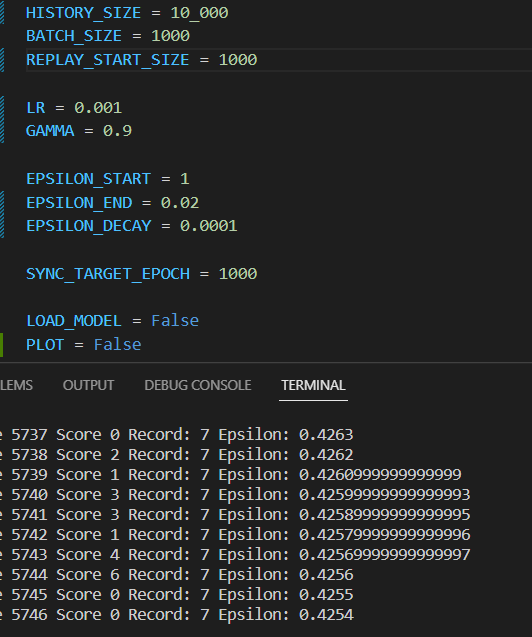 HISTORY_SIZE = 10_000
BATCH_SIZE = 1000
REPLAY_START_SIZE = 1000
LR = 0.001
GAMMA = 0.9
EPSILON_START = 1
EPSILON_END = 0.02
EPSILON_DECAY = 0.0001
SYNC_TARGET_EPOCH = 1000
LOAD_MODEL = False
PLOT = False
LEMS OUTPUT DEBUG CONSOLE TERMINAL
e 5737 Score 0 Record: 7 Epsilon: 0.4263
e 5738 Score 2 Record: 7 Epsilon: 0.4262
e 5739 Score 1 Record: 7 Epsilon: 0.4260999999999999
e 5740 Score 3 Record: 7 Epsilon: 0.42599999999999993
e 5741 Score 3 Record: 7 Epsilon: 0.42589999999999995
e 5742 Score 1 Record: 7 Epsilon: 0.42579999999999996
e 5743 Score 4 Record: 7 Epsilon: 0.42569999999999997
e 5744 Score 6 Record: 7 Epsilon: 0.4256
e 5745 Score 0 Record: 7 Epsilon: 0.4255
e 5746 Score 0 Record: 7 Epsilon: 0.4254